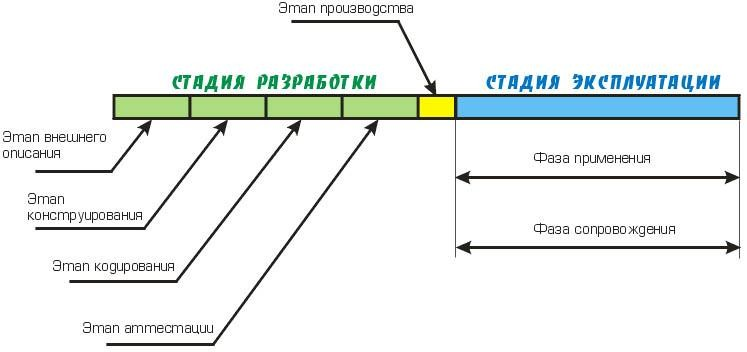 Этап производства
СТАДИЯ РАЗРАБОТКИ
СТАДИЯ ЭКСПЛУАТАЦИИ
Этап внешнего
описания
Фаза применения
Этап
конструирования
Фаза сопровождения
Этап кодирования
Этап аттестации